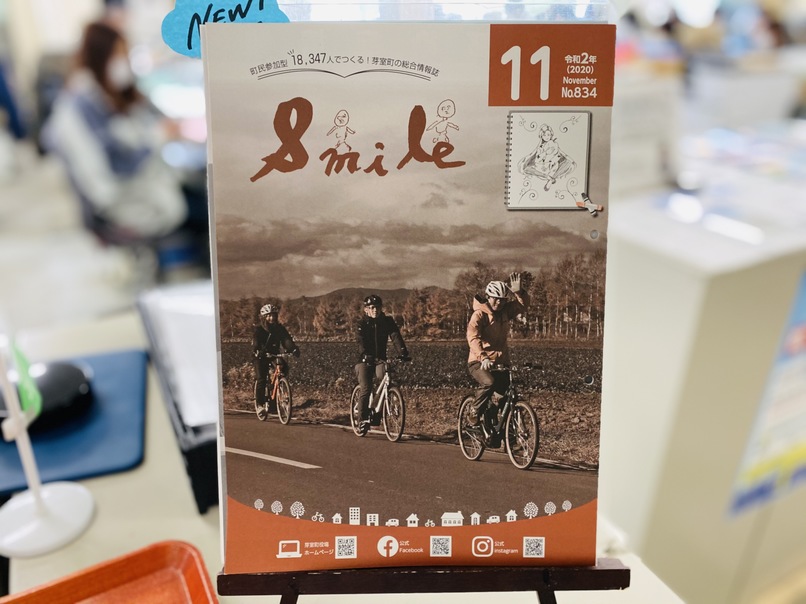 NEW!
町民参加型 18,347人でつくる！芽室町の総合情報誌
11
令和2年
(2020)
November
No.834
Smile
芽室町役場
ホームページ
公式
Facebook
公式
Instagram